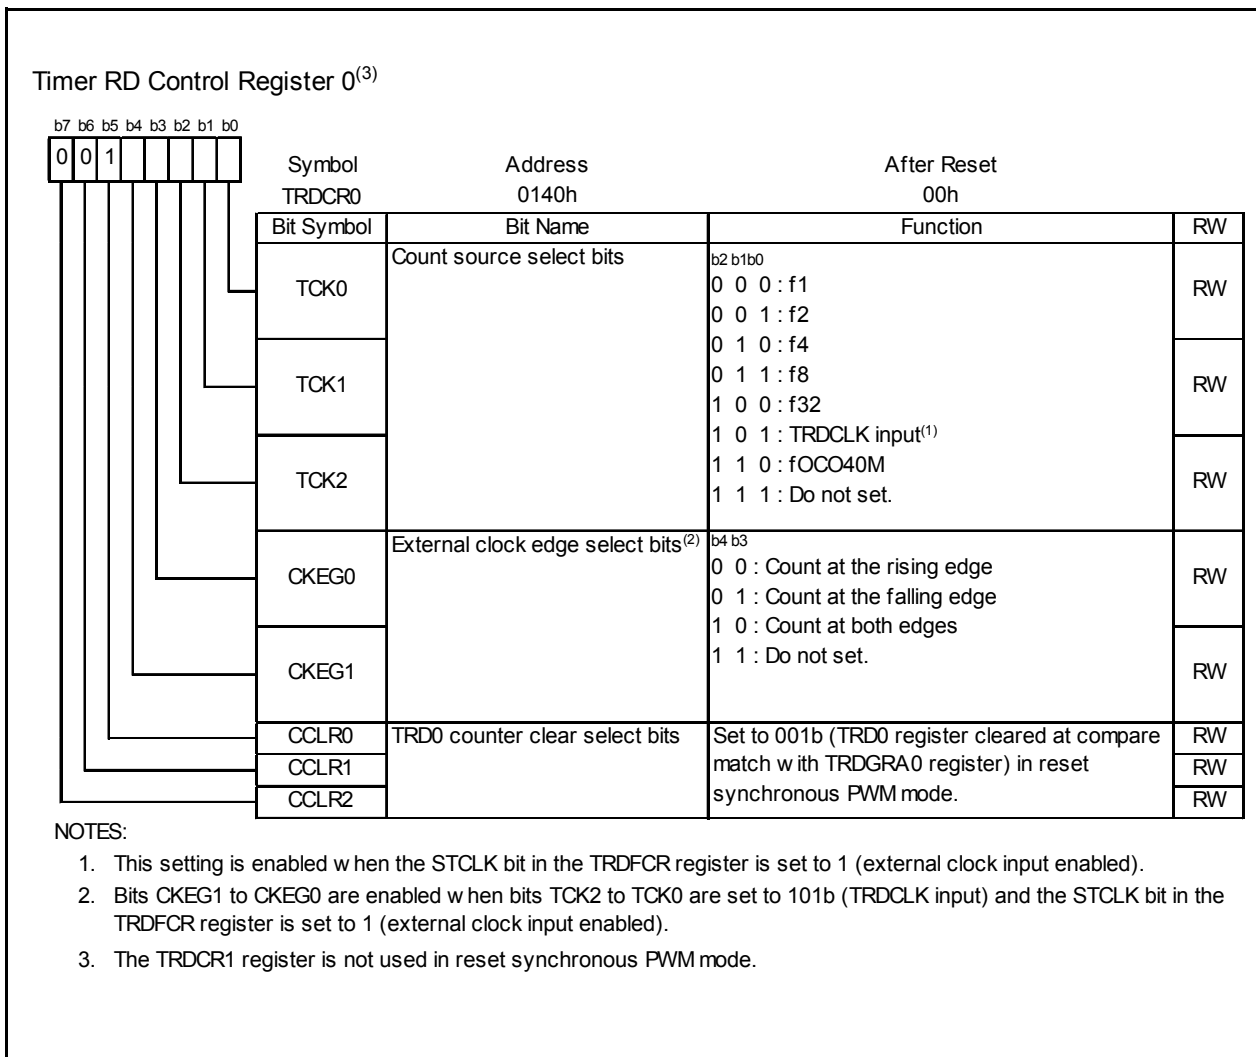 Timer RD Control Register 0(3)
b7 b6 b5 b4 b3 b2 b1 b0
0 0 1
Symbol Address After Reset
TRDCR0 0140h 00h
Bit Symbol Bit Name Function RW
TCK0 Count source select bits RW
b2 b1b0
0 0 0 : f1
0 0 1 : f2
0 1 0 : f4
TCK1 RW
0 1 1 : f8
1 0 0 : f32
1 0 1 : TRDCLK input(1)
TCK2 RW
1 1 0 : fOCO40M
1 1 1 : Do not set.
CKEG0 External clock edge select bits(2) RW
b4 b3
0 0 : Count at the rising edge
0 1 : Count at the falling edge
1 0 : Count at both edges
CKEG1 RW
1 1 : Do not set.
CCLR0 TRD0 counter clear select bits Set to 001b (TRD0 register cleared at compare RW
CCLR1 match with TRDGRA0 register) in reset RW
CCLR2 synchronous PWM mode. RW
NOTES:
1. This setting is enabled when the STCLK bit in the TRDFCR register is set to 1 (external clock input enabled).
2. Bits CKEG1 to CKEG0 are enabled when bits TCK2 to TCK0 are set to 101b (TRDCLK input) and the STCLK bit in the
TRDFCR register is set to 1 (external clock input enabled).
3. The TRDCR1 register is not used in reset synchronous PWM mode.